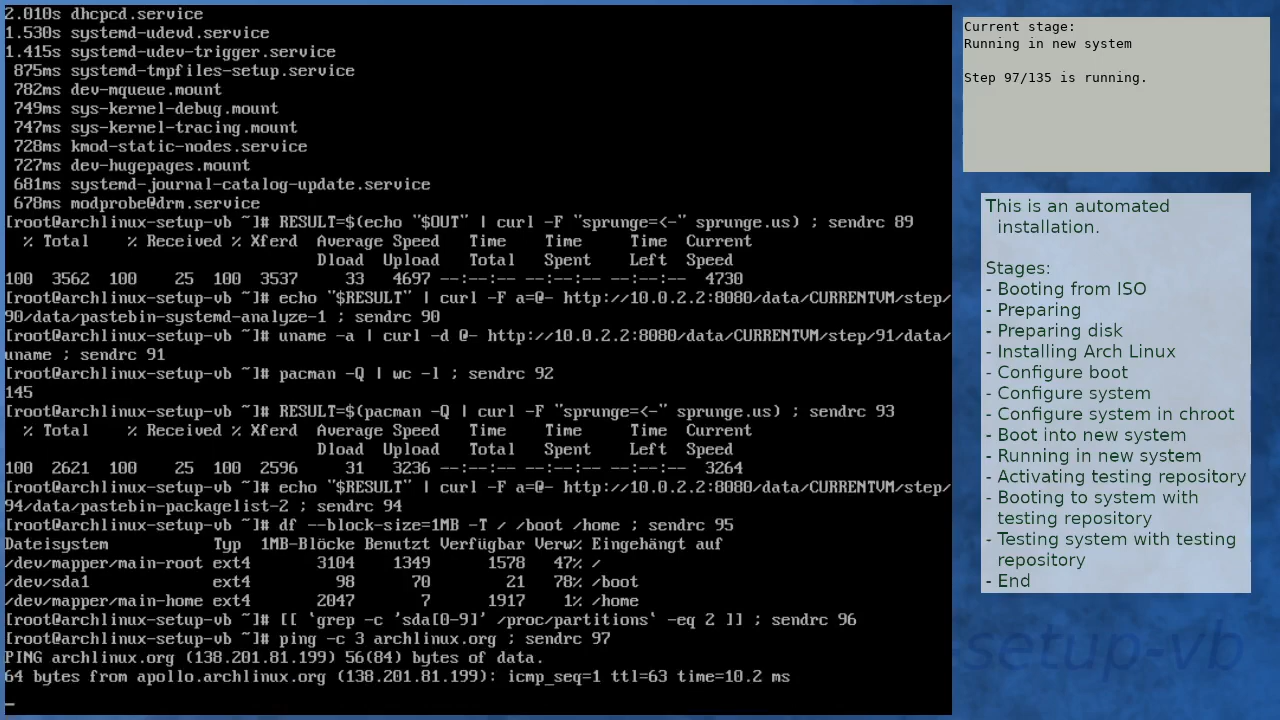 2.010s dhcpcd.service
1.530s systemd-udevd.service
1.415s systemd-udev-trigger.service
 875ms systemd-tmpfiles-setup.service
 782ms dev-mqueue.mount
 749ms sys-kernel-debug.mount
 747ms sys-kernel-tracing.mount
 728ms kmod-static-nodes.service
 727ms dev-hugepages.mount
 681ms systemd-journal-catalog-update.service
 678ms modprobe@drm.service
[root@archlinux-setup-vb ~]# RESULT=$(echo "$OUT" | curl -F "sprunge=<-" sprunge.us) ; sendrc 89
  % Total    % Received % Xferd  Average Speed   Time    Time     Time  Current
                                 Dload  Upload   Total   Spent    Left  Speed
100  3562  100    25  100  3537     33   4697 --:--:-- --:--:-- --:--:--  4730
[root@archlinux-setup-vb ~]# echo "$RESULT" | curl -F a=@- http://10.0.2.2:8080/data/CURRENTVM/step/
90/data/pastebin-systemd-analyze-1 ; sendrc 90
[root@archlinux-setup-vb ~]# uname -a | curl -d @- http://10.0.2.2:8080/data/CURRENTVM/step/91/data/
uname ; sendrc 91
[root@archlinux-setup-vb ~]# pacman -Q | wc -l ; sendrc 92
145
[root@archlinux-setup-vb ~]# RESULT=$(pacman -Q | curl -F "sprunge=<-" sprunge.us) ; sendrc 93
  % Total    % Received % Xferd  Average Speed   Time    Time     Time  Current
                                 Dload  Upload   Total   Spent    Left  Speed
100  2621  100    25  100  2596     31   3236 --:--:-- --:--:-- --:--:--  3264
[root@archlinux-setup-vb ~]# echo "$RESULT" | curl -F a=@- http://10.0.2.2:8080/data/CURRENTVM/step/
94/data/pastebin-packagelist-2 ; sendrc 94
[root@archlinux-setup-vb ~]# df --block-size=1MB -T / /boot /home ; sendrc 95
Dateisystem           Typ  1MB-Blöcke Benutzt Verfügbar Verw% Eingehängt auf
/dev/mapper/main-root ext4       3104    1349      1578   47% /
/dev/sda1             ext4         98      70        21   78% /boot
/dev/mapper/main-home ext4       2047       7      1917    1% /home
[root@archlinux-setup-vb ~]# [[ `grep -c 'sda[0-9]' /proc/partitions` -eq 2 ]] ; sendrc 96
[root@archlinux-setup-vb ~]# ping -c 3 archlinux.org ; sendrc 97
PING archlinux.org (138.201.81.199) 56(84) bytes of data.
64 bytes from apollo.archlinux.org (138.201.81.199): icmp_seq=1 ttl=63 time=10.2 ms
Current stage:
Running in new system
Step 97/135 is running.
This is an automated
installation.
Stages:
- Booting from ISO
- Preparing
- Preparing disk
- Installing Arch Linux
- Configure boot
- Configure system
- Configure system in chroot
- Boot into new system
- Running in new system
- Activating testing repository
- Booting to system with
testing repository
- Testing system with testing
repository
- End
-setup-vb